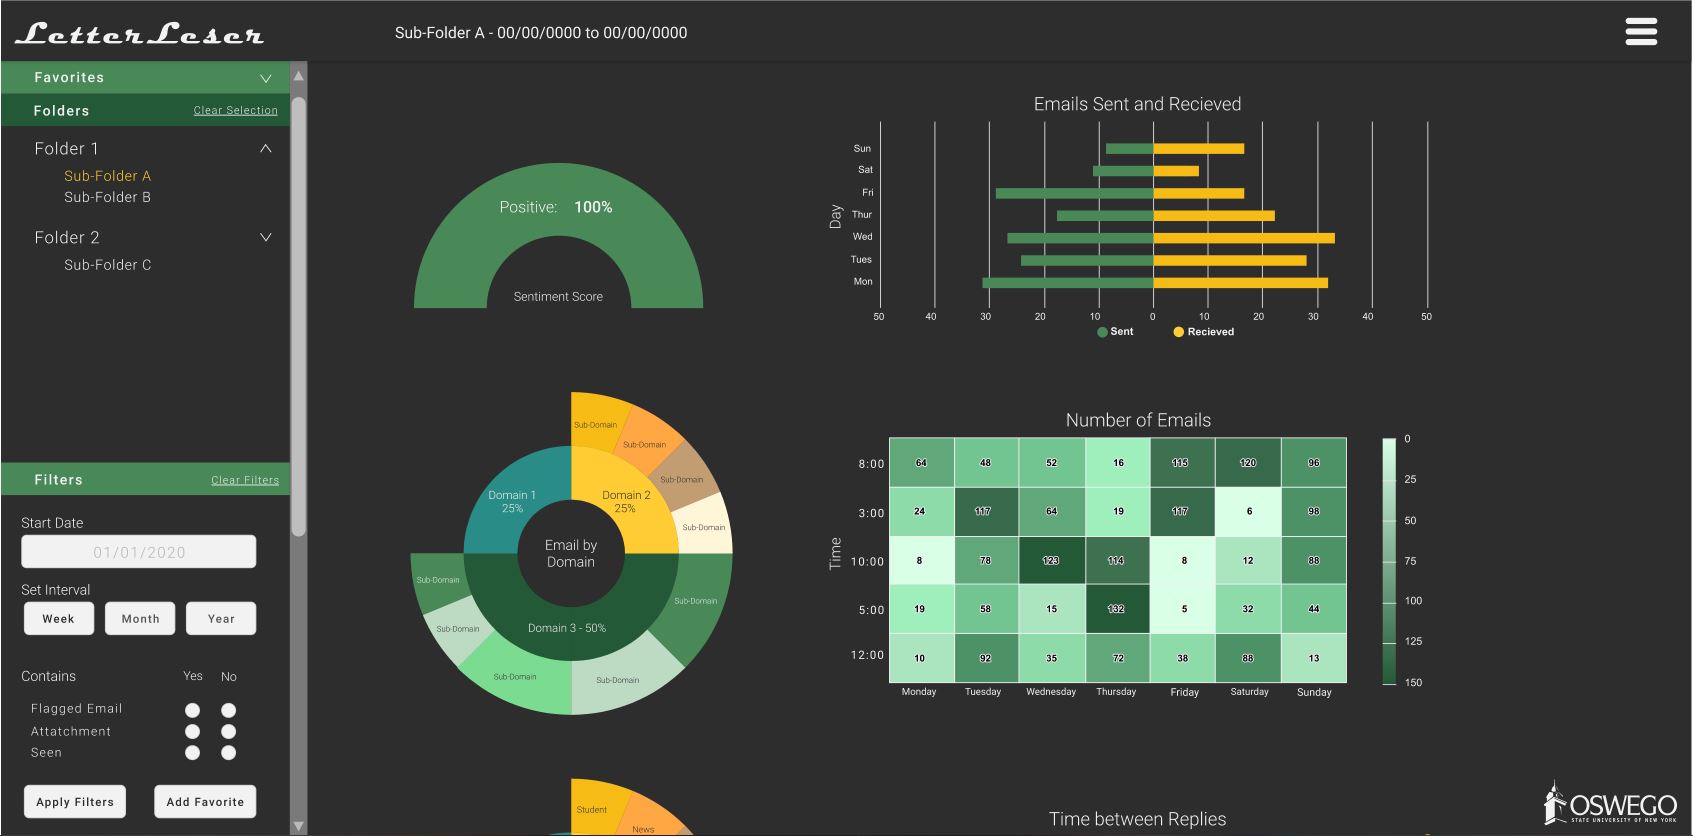 LetterLeser
Sub-Folder A - 00/00/0000 to 00/00/0000
Favorites
Folders Clear Selection
Folder 1
Sub-Folder A
Sub-Folder B
Folder 2
Sub-Folder C
Filters Clear Filters
Start Date
01/01/2020
Set Interval
Week Month Year
Contains Yes No
Flagged Email
Attatchment
Seen
Apply Filters Add Favorite
Positive: 100%
Sentiment Score
Emails Sent and Recieved
Day
Sun
Sat
Fri
Thur
Wed
Tues
Mon
50 40 30 20 10 0 10 20 30 40 50
Sent Recieved
Sub-Domain
Sub-Domain
Sub-Domain
Sub-Domain
Domain 1
25%
Domain 2
25%
Email by
Domain
Sub-Domain
Sub-Domain
Sub-Domain
Domain 3 - 50%
Sub-Domain
Sub-Domain
Number of Emails
Time
8:00 64 48 52 16 115 120 96
3:00 24 117 64 19 117 6 98
10:00 8 78 123 114 8 12 88
5:00 19 58 15 132 5 32 44
12:00 10 92 35 72 38 88 13
Monday Tuesday Wednesday Thursday Friday Saturday Sunday
0
25
50
75
100
125
150
Student
News
Time between Replies
OSWEGO
STATE UNIVERSITY OF NEW YORK